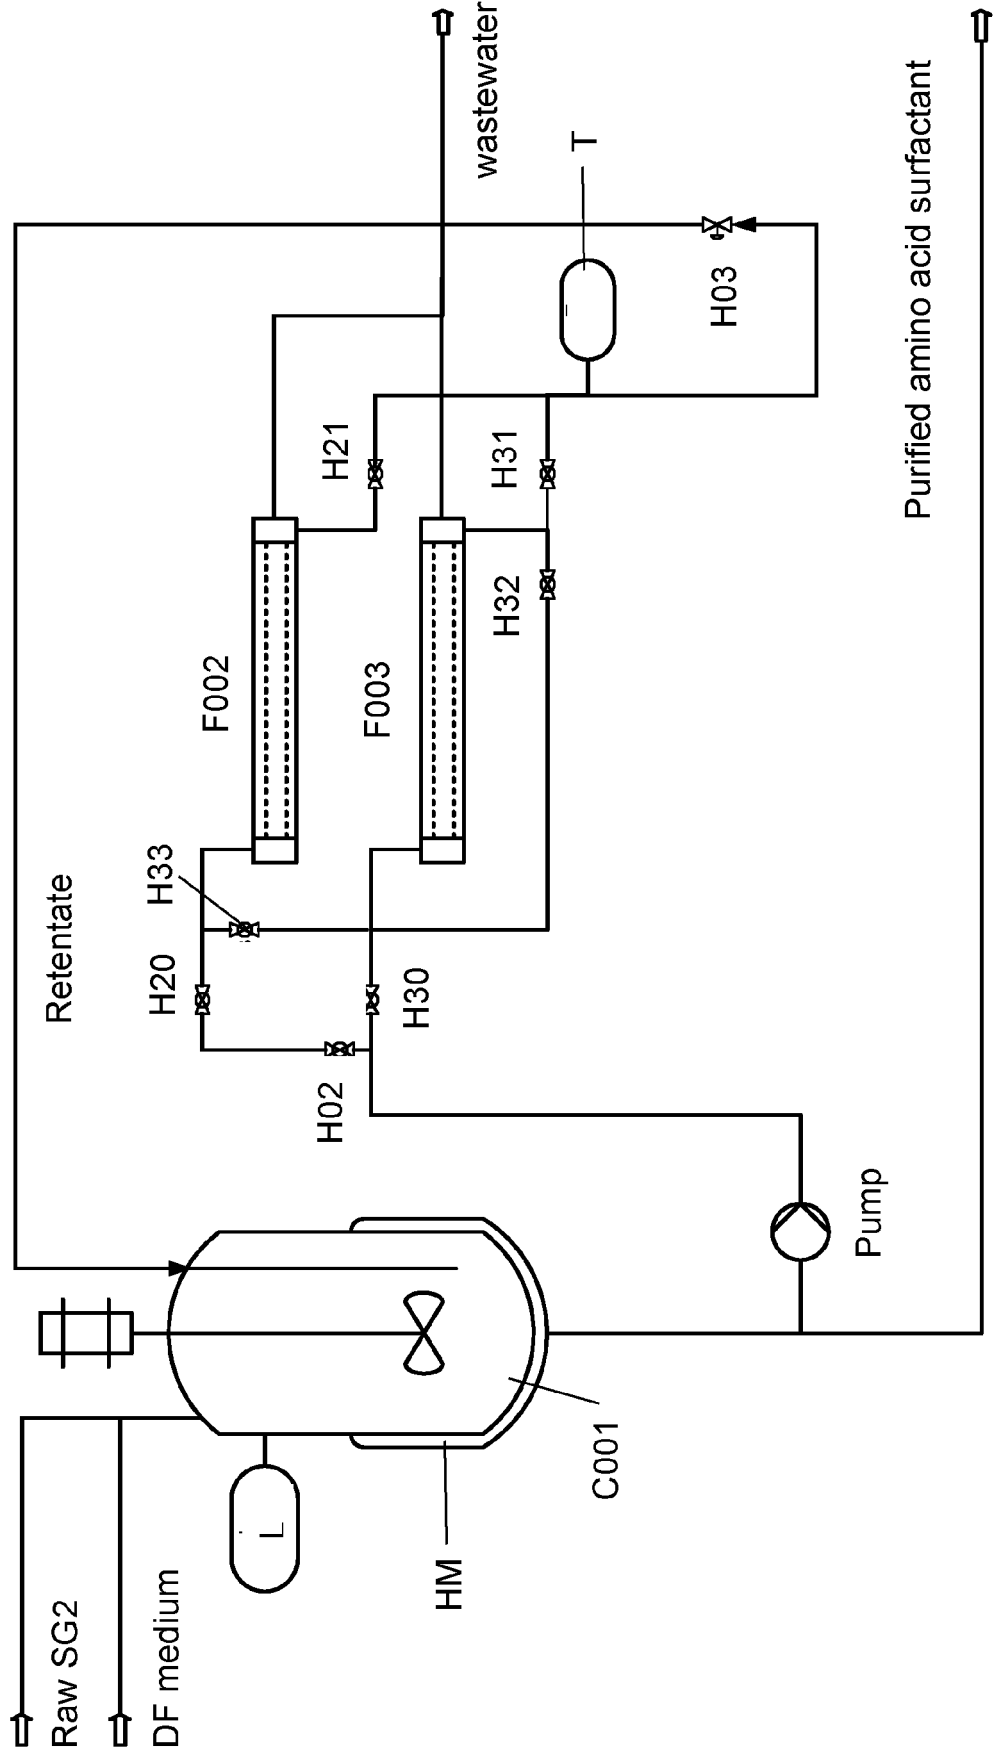 Raw SG2
DF medium
L
HM
C001
Retentate
Pump
H02
H20
H30
H33
F002
F003
H32
H21
H31
H03
T
wastewater
Purified amino acid surfactant